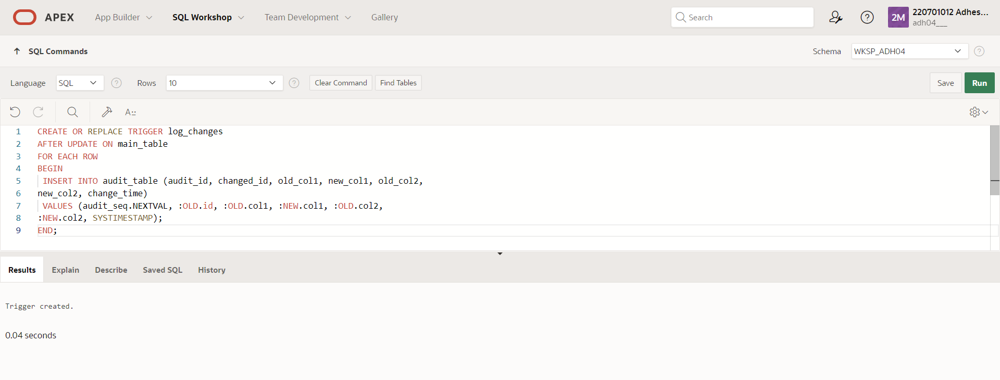 APEX App Builder SQL Workshop Team Development Gallery Search ? 2M 220701012 Adhes...
adh04___
SQL Commands Schema WKSP_ADH04 ?
Language SQL ? Rows 10 ? Clear Command Find Tables Save Run
A::
1 CREATE OR REPLACE TRIGGER log_changes
2 AFTER UPDATE ON main_table
3 FOR EACH ROW
4 BEGIN
5 INSERT INTO audit_table (audit_id, changed_id, old_col1, new_col1, old_col2,
6 new_col2, change_time)
7 VALUES (audit_seq.NEXTVAL, :OLD.id, :OLD.col1, :NEW.col1, :OLD.col2,
8 :NEW.col2, SYSTIMESTAMP);
9 END;
Results Explain Describe Saved SQL History
Trigger created.
0.04 seconds